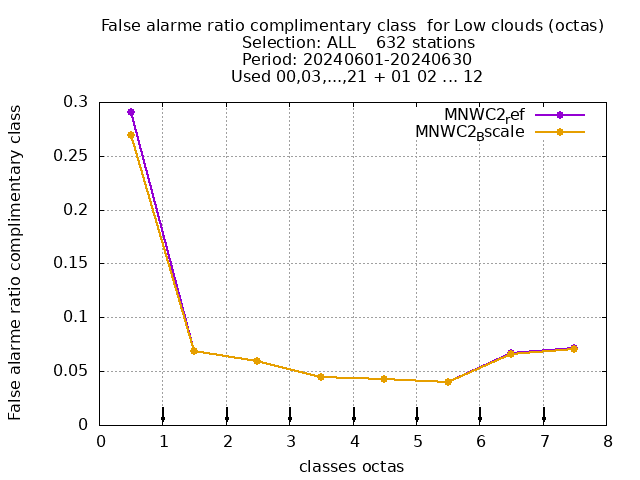 False alarme ratio complimentary class  for Low clouds (octas)
Selection: ALL    632 stations
Period: 20240601-20240630
Used 00,03,...,21 + 01 02 ... 12
MNWC2ref
MNWC2Bscale
False alarme ratio complimentary class
0.3
0.25
0.2
0.15
0.1
0.05
0
0 1 2 3 4 5 6 7 8
classes octas